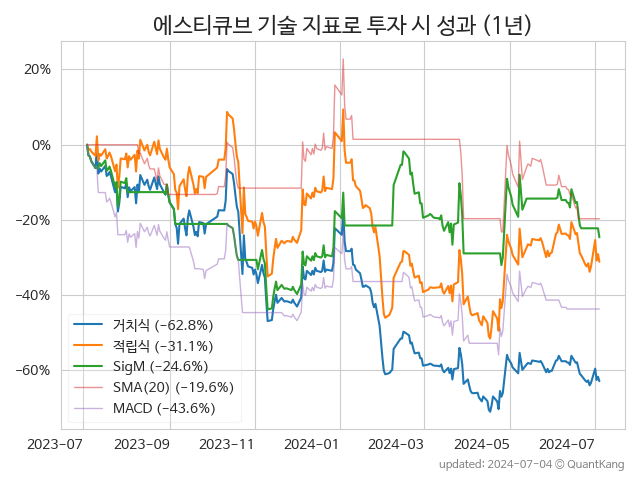 에스티큐브 기술 지표로 투자 시 성과 (1년)
20%
0%
−20%
−40%
−60%
거치식 (−62.8%)
적립식 (−31.1%)
SigM (−24.6%)
SMA(20) (−19.6%)
MACD (−43.6%)
2023-07 2023-09 2023-11 2024-01 2024-03 2024-05 2024-07
updated: 2024-07-04 ⓒ QuantKang